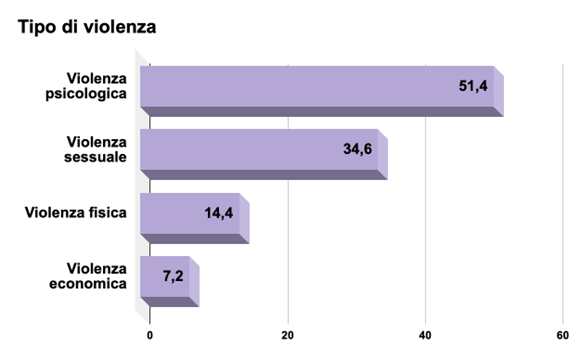 Tipo di violenza
Violenza
psicologica
51,4
Violenza
sessuale
34,6
Violenza fisica
14,4
Violenza
economica
7,2
0
20
40
60